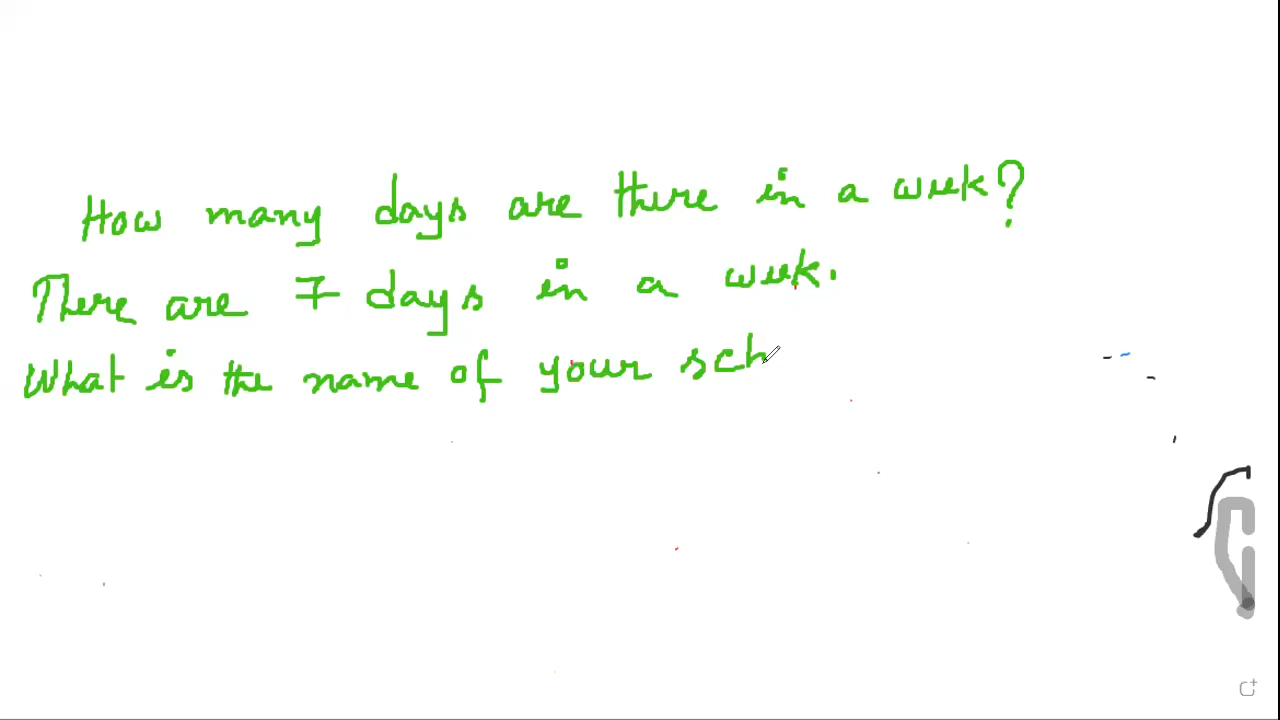 How many days are there in a week?
There are 7 days in a week.
What is the name of your sch